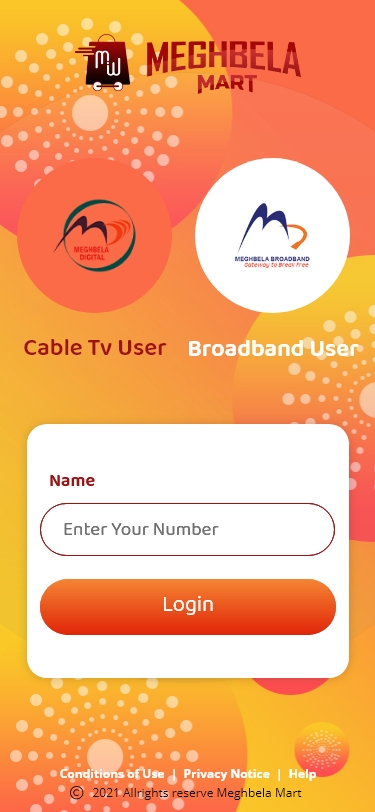 MW
MEGHBELA
MART
MEGHBELA
DIGITAL
MEGHBELA BROADBAND
Gateway to Break Free
Cable Tv User
Broadband User
Name
Enter Your Number
Login
Conditions of Use | Privacy Notice | Help
© 2021 Allrights reserve Meghbela Mart